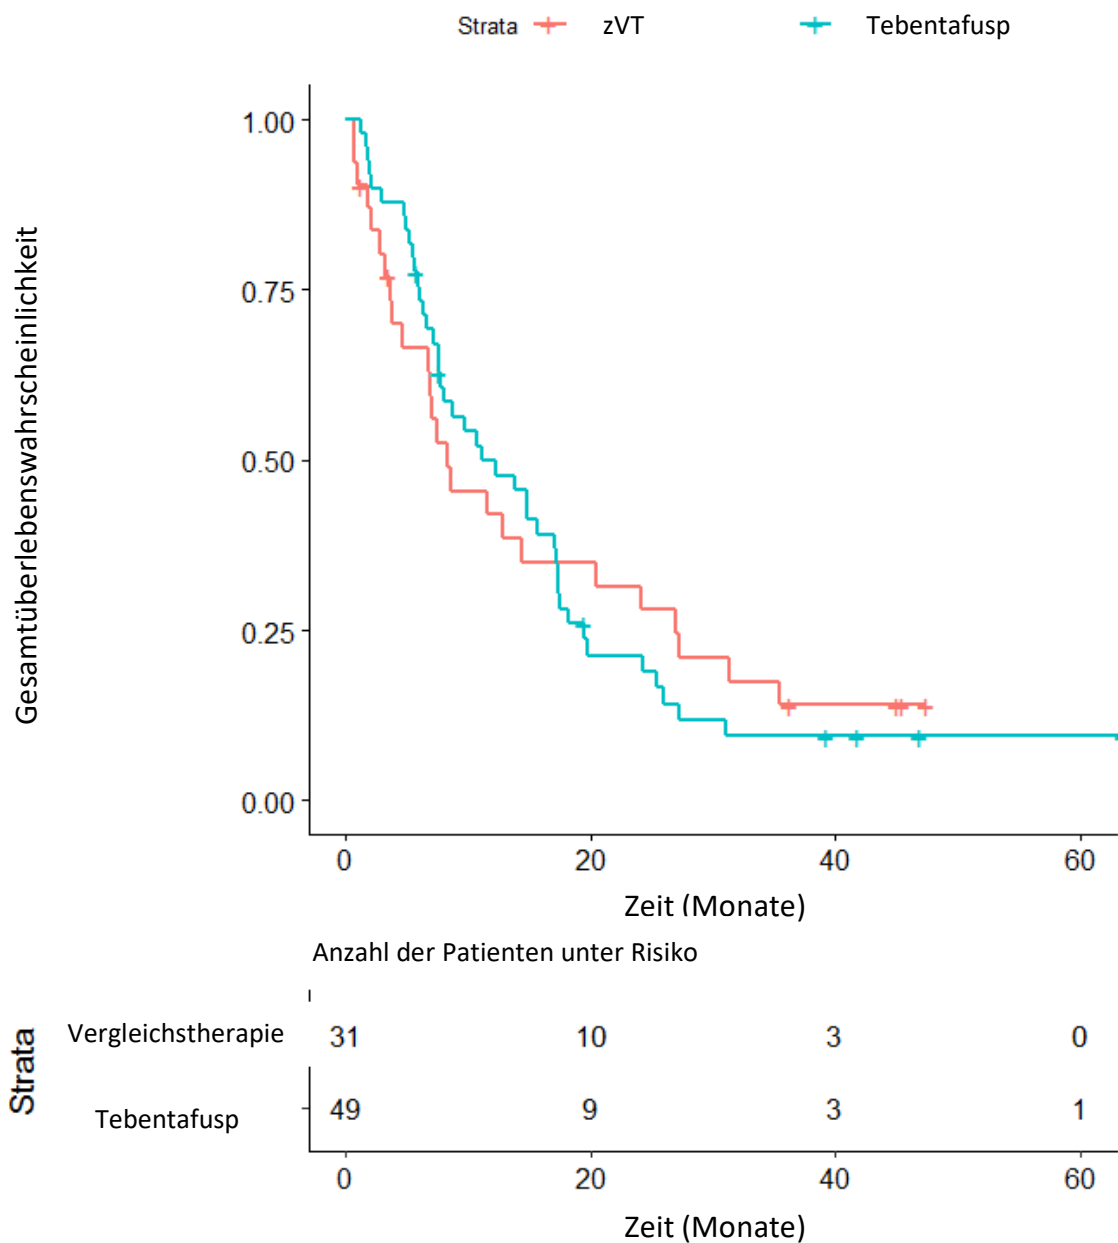 Strata zVT Tebentafusp
Gesamtüberlebenswahrscheinlichkeit
1.00
0.75
0.50
0.25
0.00
0 20 40 60
Zeit (Monate)
Anzahl der Patienten unter Risiko
Strata
Vergleichstherapie 31 10 3 0
Tebentafusp 49 9 3 1
0 20 40 60
Zeit (Monate)